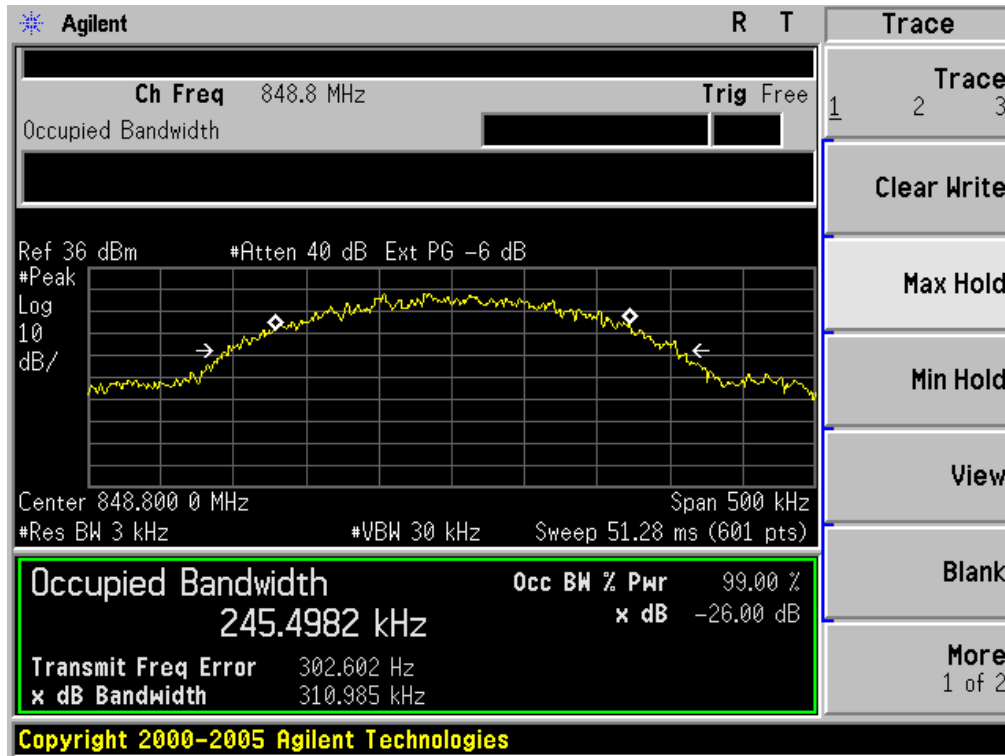 Agilent R T Trace
Ch Freq 848.8 MHz Trig Free
Occupied Bandwidth
Trace
1 2 3
Clear Write
Max Hold
Min Hold
View
Blank
More
1 of 2
Ref 36 dBm #Atten 40 dB Ext PG -6 dB
#Peak
Log
10
dB/
Center 848.800 0 MHz Span 500 kHz
#Res BW 3 kHz #VBW 30 kHz Sweep 51.28 ms (601 pts)
Occupied Bandwidth Occ BW % Pwr 99.00 %
245.4982 kHz x dB -26.00 dB
Transmit Freq Error 302.602 Hz
x dB Bandwidth 310.985 kHz
Copyright 2000-2005 Agilent Technologies